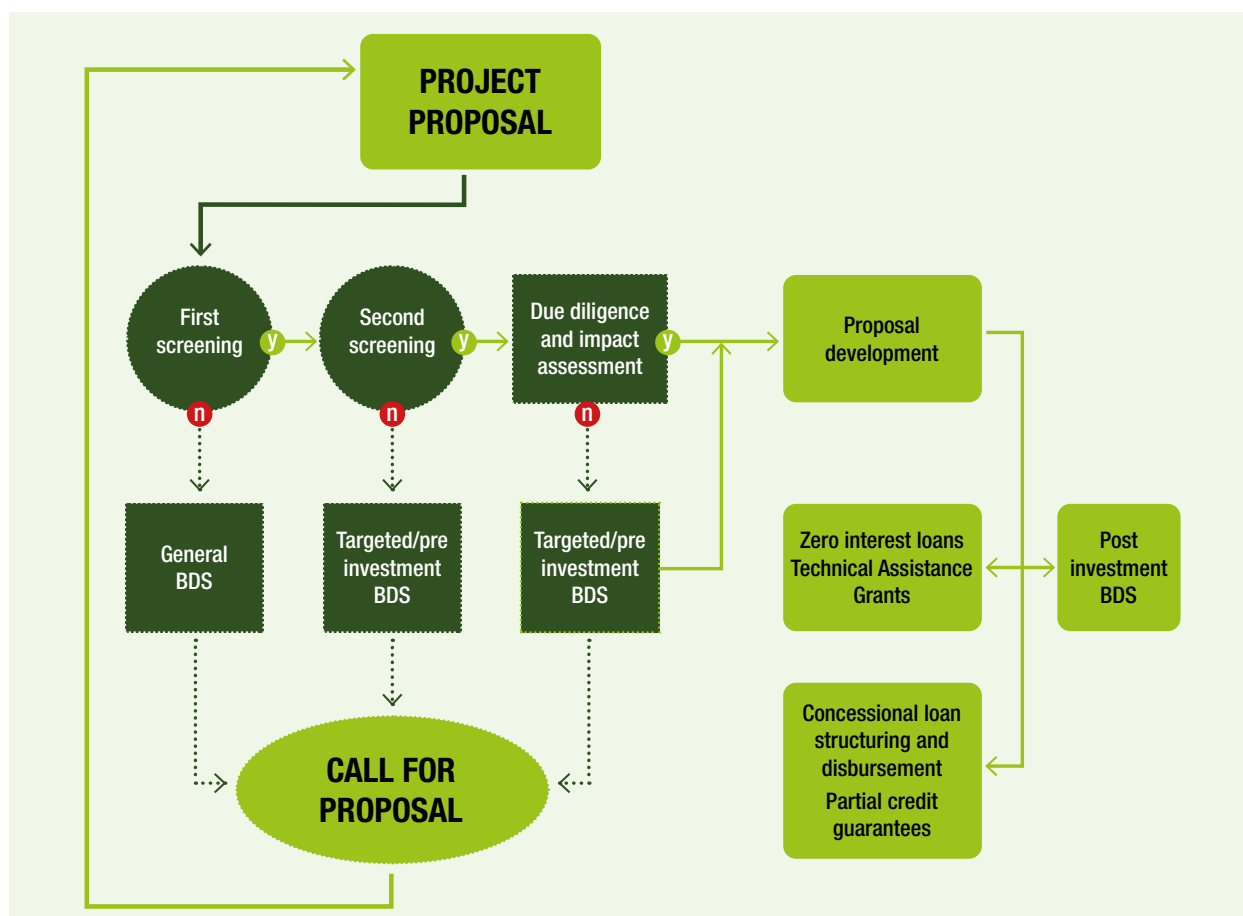 PROJECT
PROPOSAL
First
screening
y
n
Second
screening
y
n
Due diligence
and impact
assessment
y
n
Proposal
development
General
BDS
Targeted/pre
investment
BDS
Targeted/pre
investment
BDS
Zero interest loans
Technical Assistance
Grants
Post
investment
BDS
Concessional loan
structuring and
disbursement
Partial credit
guarantees
CALL FOR
PROPOSAL